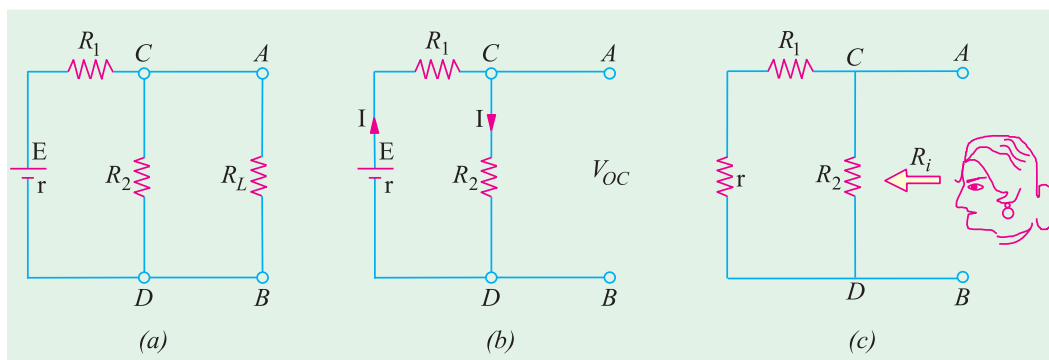 R1 C A
E
r
R2 RL
D B
(a)
R1 C A
I I
E
r
R2 VOC
D B
(b)
R1 C A
r R2 Ri
D B
(c)